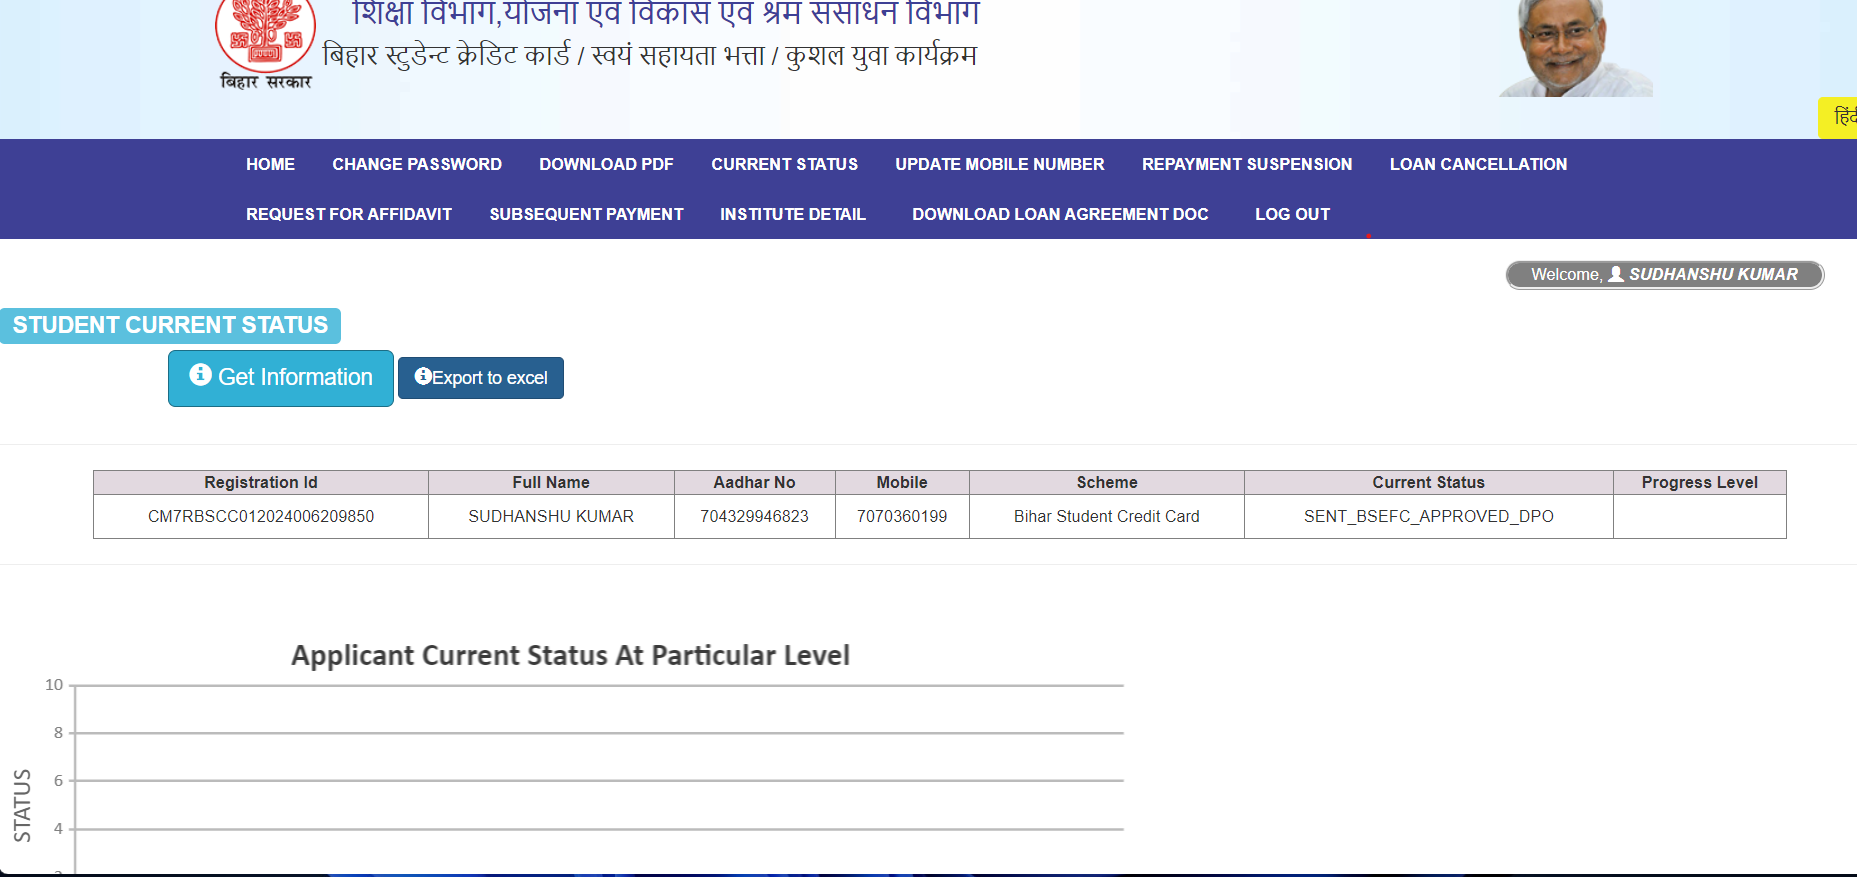 शिक्षा विभाग,योजना एवं विकास एवं श्रम संसाधन विभाग
बिहार स्टुडेन्ट क्रेडिट कार्ड / स्वयं सहायता भत्ता / कुशल युवा कार्यक्रम
बिहार सरकार
HOME CHANGE PASSWORD DOWNLOAD PDF CURRENT STATUS UPDATE MOBILE NUMBER REPAYMENT SUSPENSION LOAN CANCELLATION
REQUEST FOR AFFIDAVIT SUBSEQUENT PAYMENT INSTITUTE DETAIL DOWNLOAD LOAN AGREEMENT DOC LOG OUT
Welcome, SUDHANSHU KUMAR
STUDENT CURRENT STATUS
Get Information Export to excel
Registration Id Full Name Aadhar No Mobile Scheme Current Status Progress Level
CM7RBSCC012024006209850 SUDHANSHU KUMAR 704329946823 7070360199 Bihar Student Credit Card SENT_BSEFC_APPROVED_DPO
Applicant Current Status At Particular Level
10
8
6
4
STATUS